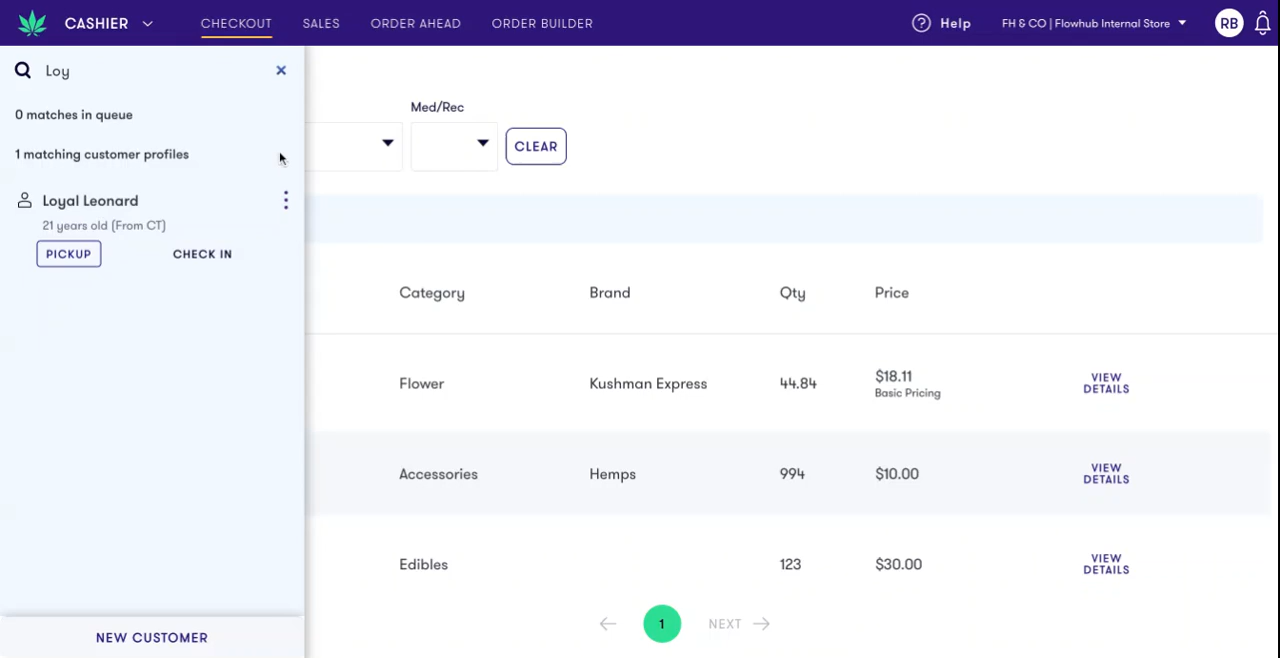 CASHIER CHECKOUT SALES ORDER AHEAD ORDER BUILDER Help FH & CO | Flowhub Internal Store RB
Loy
0 matches in queue
1 matching customer profiles
Loyal Leonard
21 years old (From CT)
PICKUP CHECK IN
NEW CUSTOMER
Med/Rec
CLEAR
Category Brand Qty Price
Flower Kushman Express 44.84 $18.11
Basic Pricing
VIEW
DETAILS
Accessories Hemps 994 $10.00
VIEW
DETAILS
Edibles 123 $30.00
VIEW
DETAILS
1 NEXT